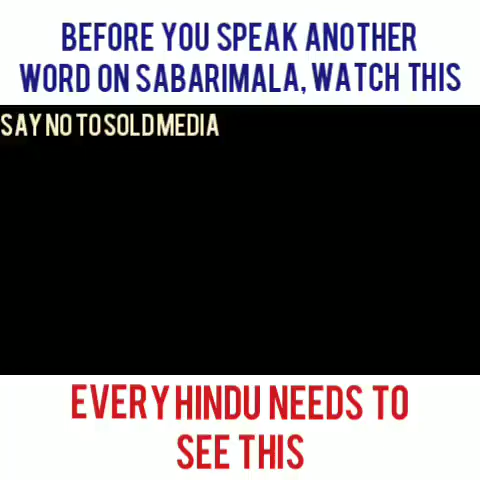 BEFORE YOU SPEAK ANOTHER
WORD ON SABARIMALA, WATCH THIS
SAY NO TO SOLD MEDIA
EVERY HINDU NEEDS TO
SEE THIS